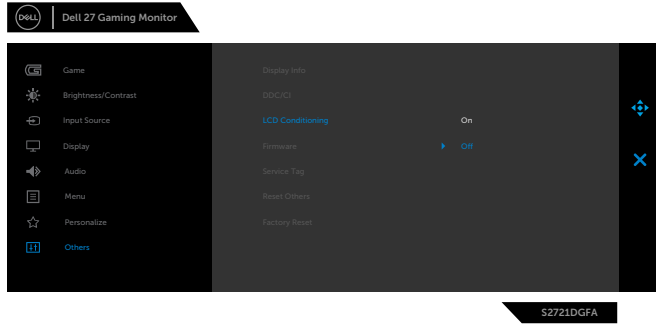 DELL
Dell 27 Gaming Monitor
Game
Display Info
Brightness/Contrast
DDC/CI
Input Source
LCD Conditioning
On
Display
Firmware
Off
Audio
Service Tag
Menu
Reset Others
Personalize
Factory Reset
Others
S2721DGFA